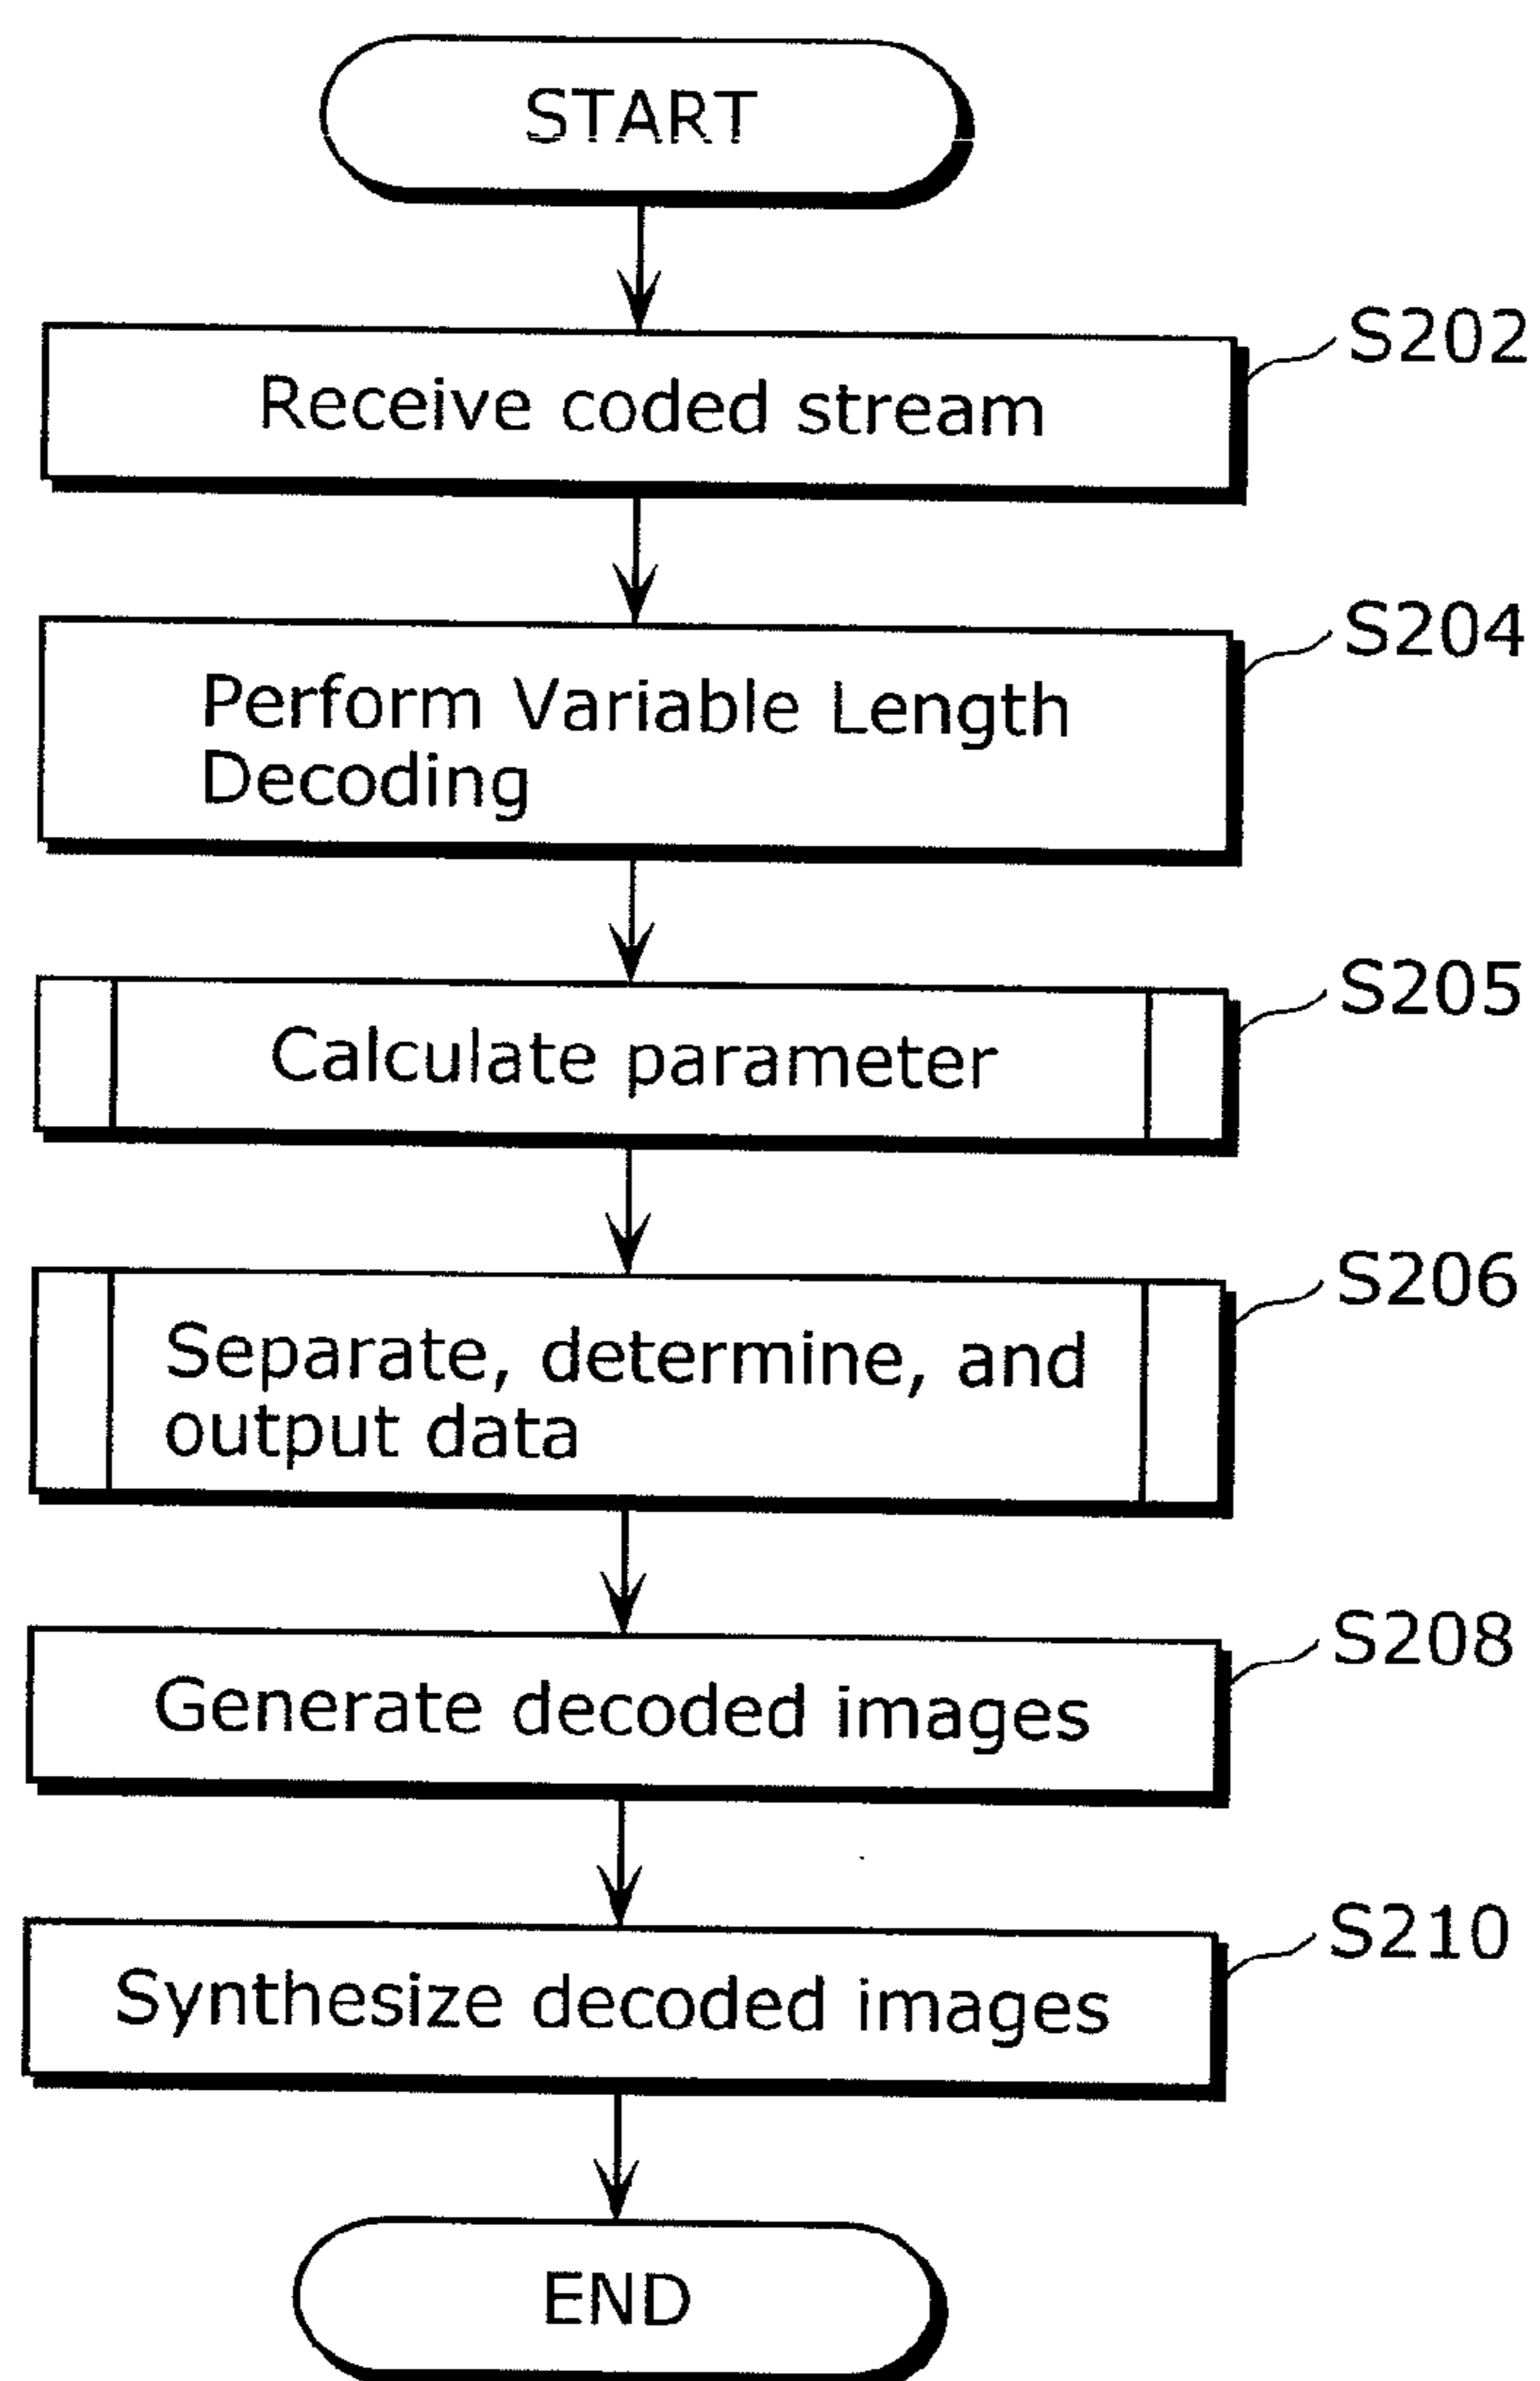 START
S202
Receive coded stream
S204
Perform Variable Length
Decoding
S205
Calculate parameter
S206
Separate, determine, and
output data
S208
Generate decoded images
S210
Synthesize decoded images
END